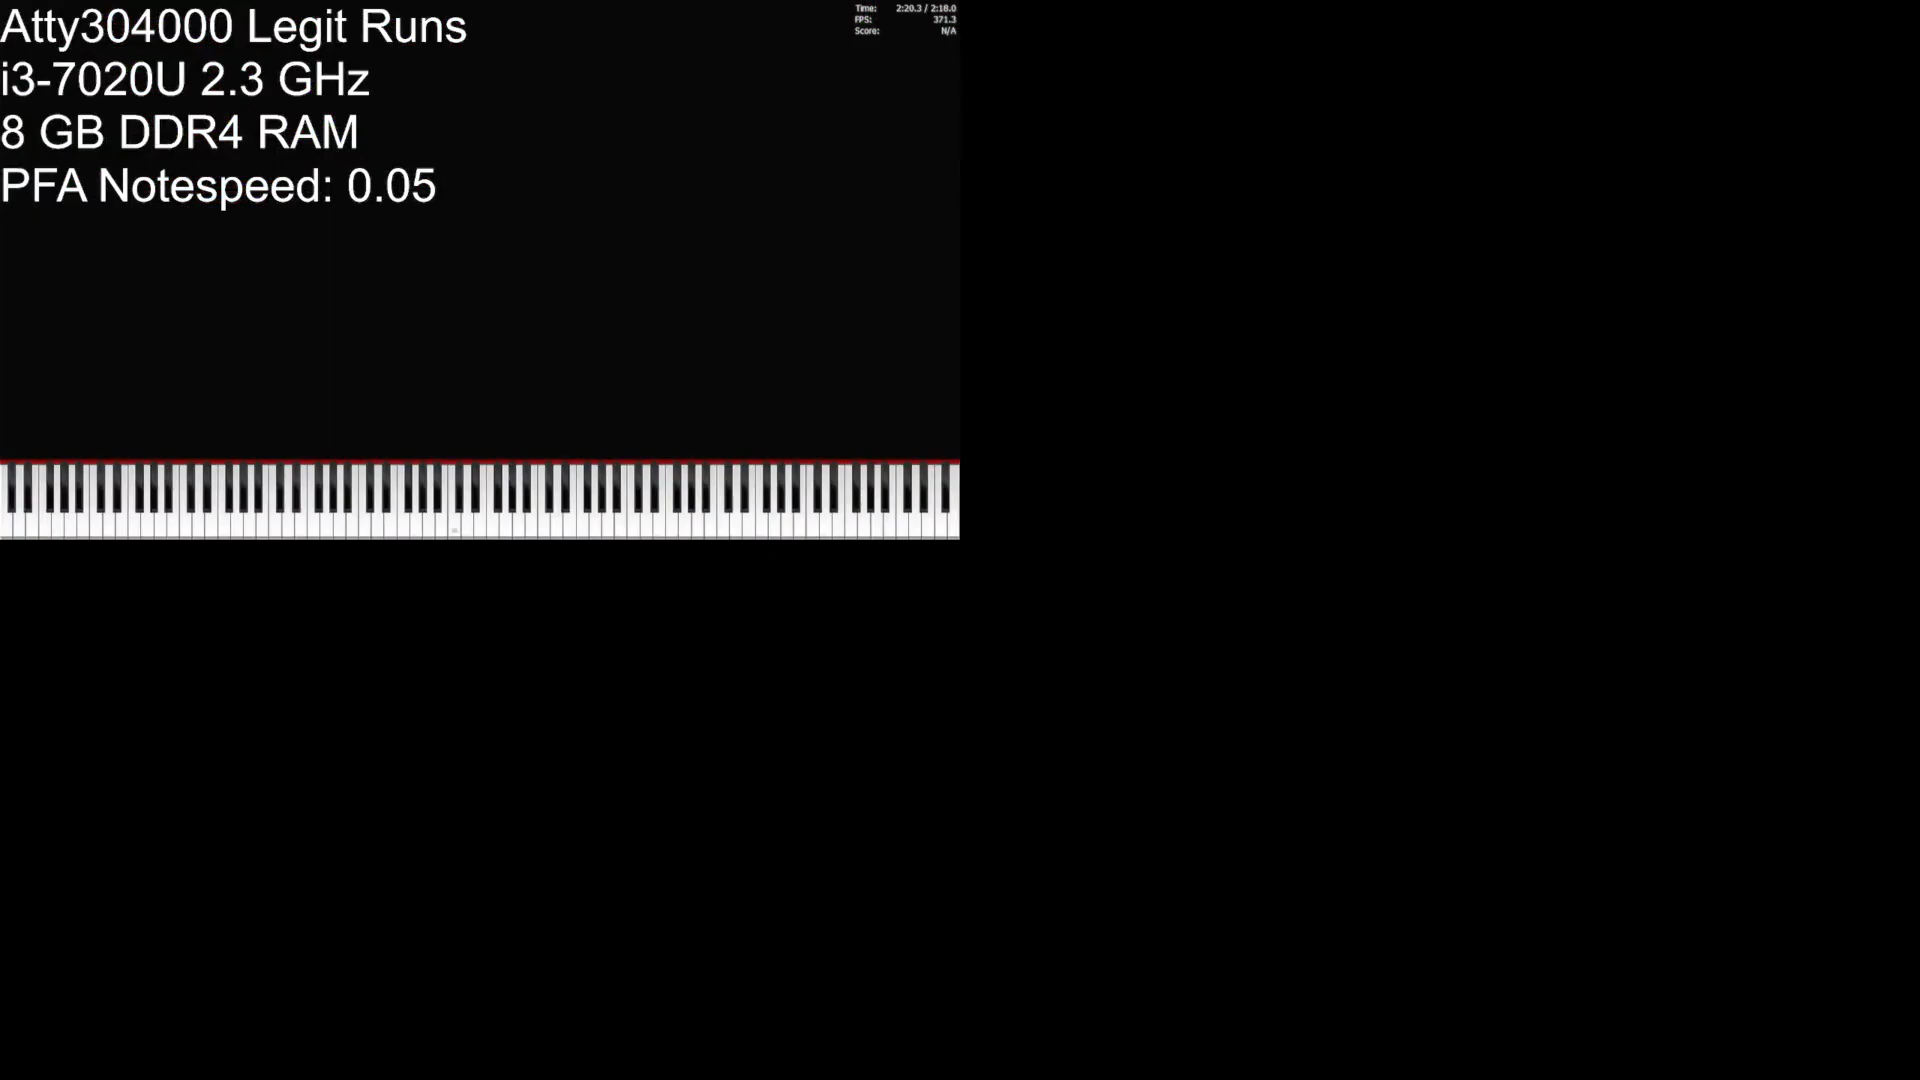 Atty304000 Legit Runs
i3-7020U 2.3 GHz
8 GB DDR4 RAM
PFA Notespeed: 0.05
Time: 2:20.3 / 2:18.0
FPS: 371.3
Score: N/A